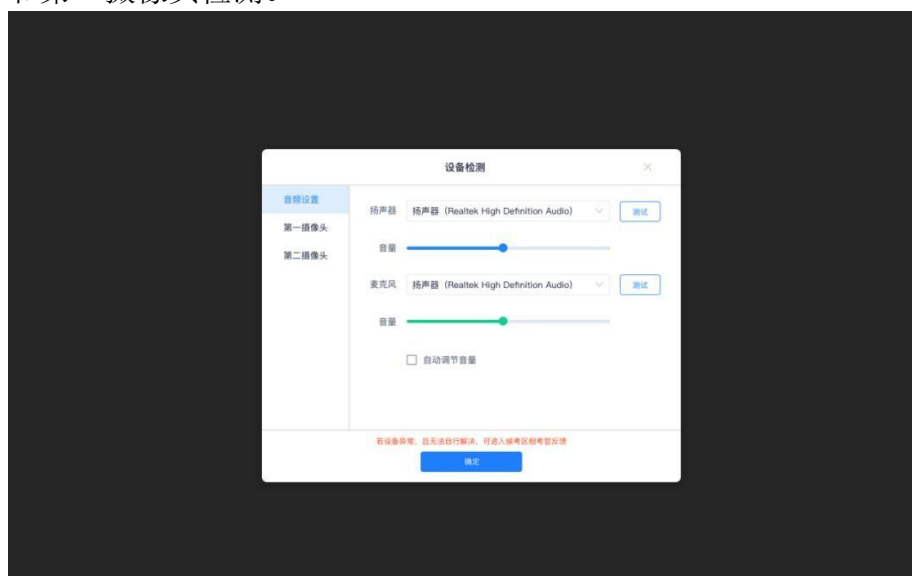 设备检测
音频设置
第一摄像头
第二摄像头
扬声器 扬声器（Realtek High Definition Audio） 测试
音量
麦克风 扬声器（Realtek High Definition Audio） 测试
音量
自动调节音量
若设备异常，且无法自行解决，可进入候考区相考官反馈
确定